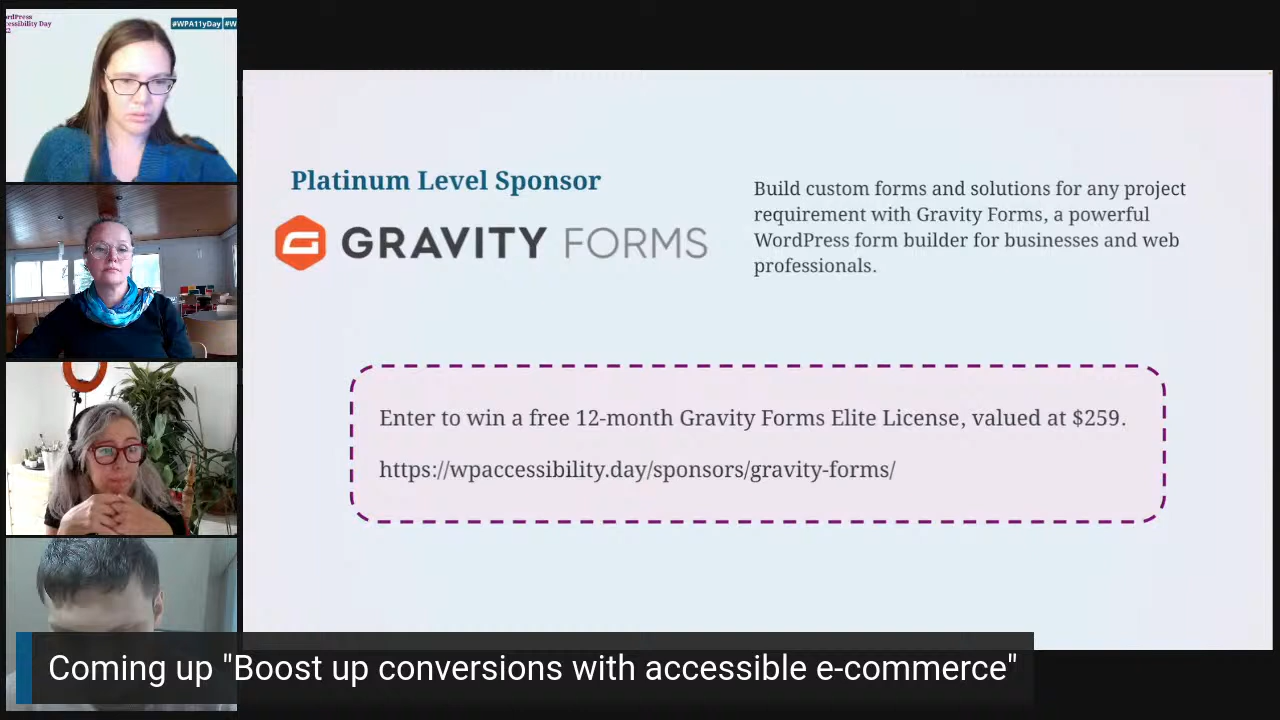 #WPA11yDay #W
Platinum Level Sponsor
GRAVITY FORMS
Build custom forms and solutions for any project
requirement with Gravity Forms, a powerful
WordPress form builder for businesses and web
professionals.
Enter to win a free 12-month Gravity Forms Elite License, valued at $259.
https://wpaccessibility.day/sponsors/gravity-forms/
Coming up "Boost up conversions with accessible e-commerce"